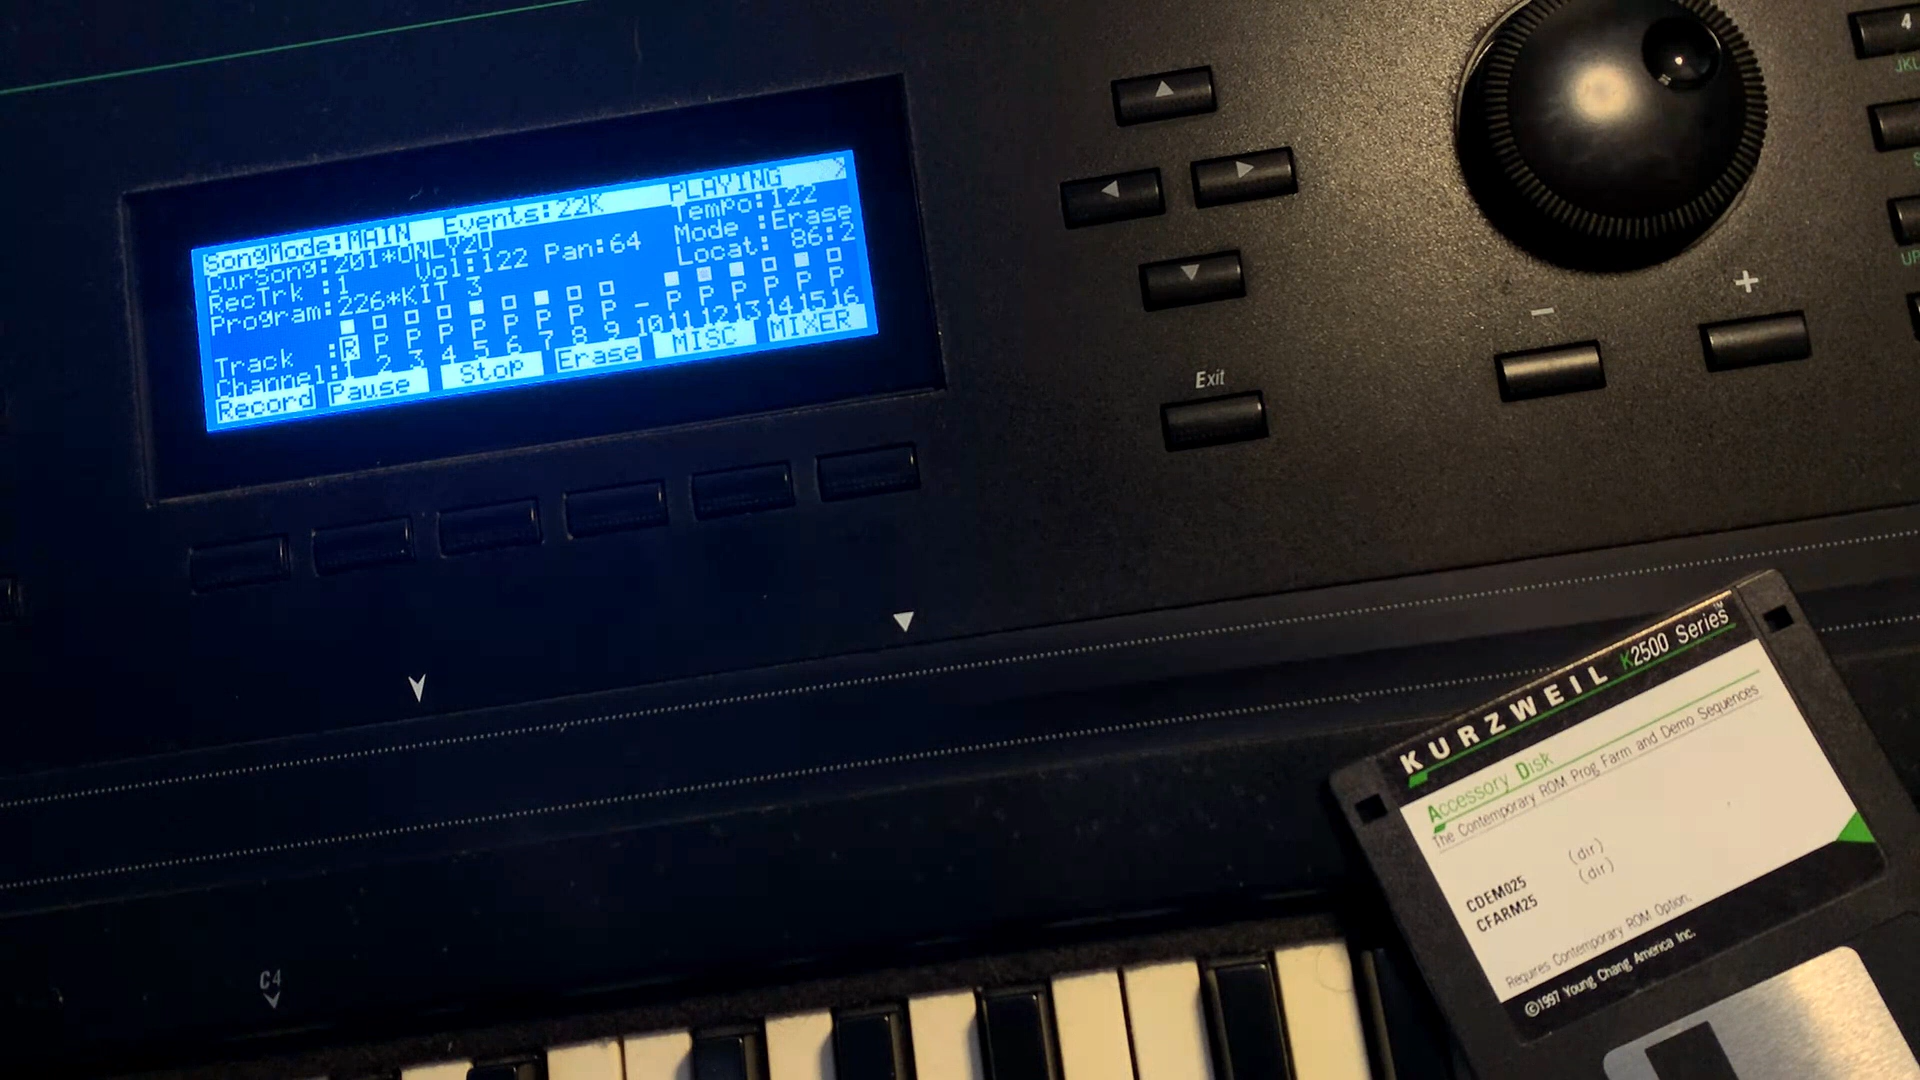 SongMode:MAIN Events:22K PLAYING >
CurSong:201*ONLY2U Tempo:122
RecTrk :1 Vol:122 Pan:64 Mode :Erase
Program:226*KIT 3 Locat: 86:2
Track :R P P P P P P P P – P P P P P P
Channel:1 2 3 4 5 6 7 8 9 10 11 12 13 14 15 16
Record Pause Stop Erase MISC MIXER
Exit
–
+
4
JKL
C4
KURZWEIL K2500 Series™
Accessory Disk
The Contemporary ROM Prog Farm and Demo Sequences
CDEMO25 (dir)
CFARM25 (dir)
Requires Contemporary ROM Option.
©1997 Young Chang America Inc.